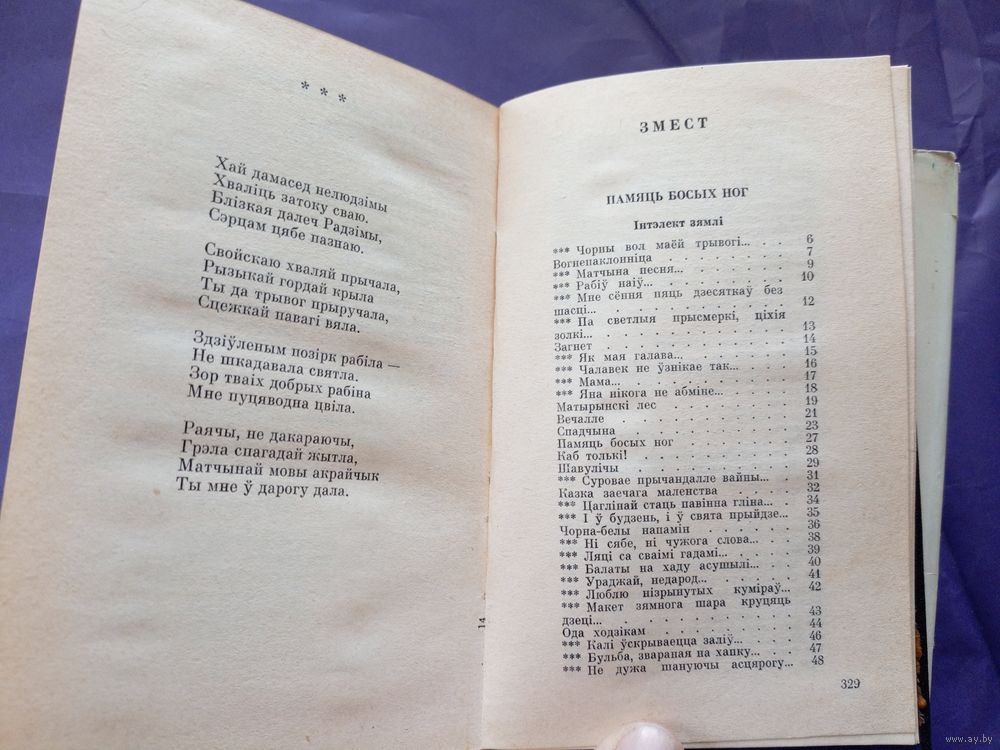 * * *
Хай дамасед нелюдзімы
Хваліць затоку сваю.
Блізкая далеч Радзімы,
Сэрцам цябе пазнаю.
Свойскаю хваляй прычала,
Рызыкай гордай крыла
Ты да трывог прыручала,
Сцежкай павагі вяла.
Здзіўленым позірк рабіла —
Не шкадавала святла.
Зор тваіх добрых рабіна
Мне пуцяводна цвіла.
Раячы, не дакараючы,
Грэла спагадай жытла,
Матчынай мовы акрайчык
Ты мне ў дарогу дала.
14
ЗМЕСТ
ПАМЯЦЬ БОСЫХ НОГ
Інтэлект зямлі
*** Чорны вол маёй трывогі... . . 6
Вогнепаклонніца . . . . . . . 7
*** Матчына песня... . . . . . . 9
*** Рабіў наіў... . . . . . . . 10
*** Мне сёння пяць дзесяткаў без
шасці... . . . . . . . . . . 12
*** Па светлыя прысмеркі, ціхія
золкі... . . . . . . . . . . 13
Загнет . . . . . . . . . . 14
*** Як мая галава... . . . . . . 15
*** Чалавек не ўзнікае так... . . . 16
*** Мама... . . . . . . . . . 17
*** Яна нікога не абміне... . . . . 18
Матырынскі лес . . . . . . . 19
Вечалле . . . . . . . . . . 21
Спадчына . . . . . . . . . 23
Памяць босых ног . . . . . . 27
Каб толькі! . . . . . . . . . 28
Шавулічы . . . . . . . . . 29
*** Суровае прычандалле вайны... . . 31
Казка заечага маленства . . . . 32
*** Цаглінай стаць павінна гліна... . 34
*** І ў будзень, і ў свята прыйдзе... 35
Чорна-белы напамін . . . . . . 36
*** Ні сябе, ні чужога слова... . . . 38
*** Ляці са сваімі гадамі... . . . . 39
*** Балаты на хаду асушылі... . . . 40
*** Ураджай, недарод... . . . . . 41
*** Люблю нізрынутых куміраў... . . 42
*** Макет зямнога шара круцяць
дзеці... . . . . . . . . . . 43
Ода ходзікам . . . . . . . . 44
*** Калі ўскрываецца заліў... . . . 46
*** Бульба, звараная на хапку... . . 47
*** Не дужа шануючы асцярогу... . 48
329
www.ay.by